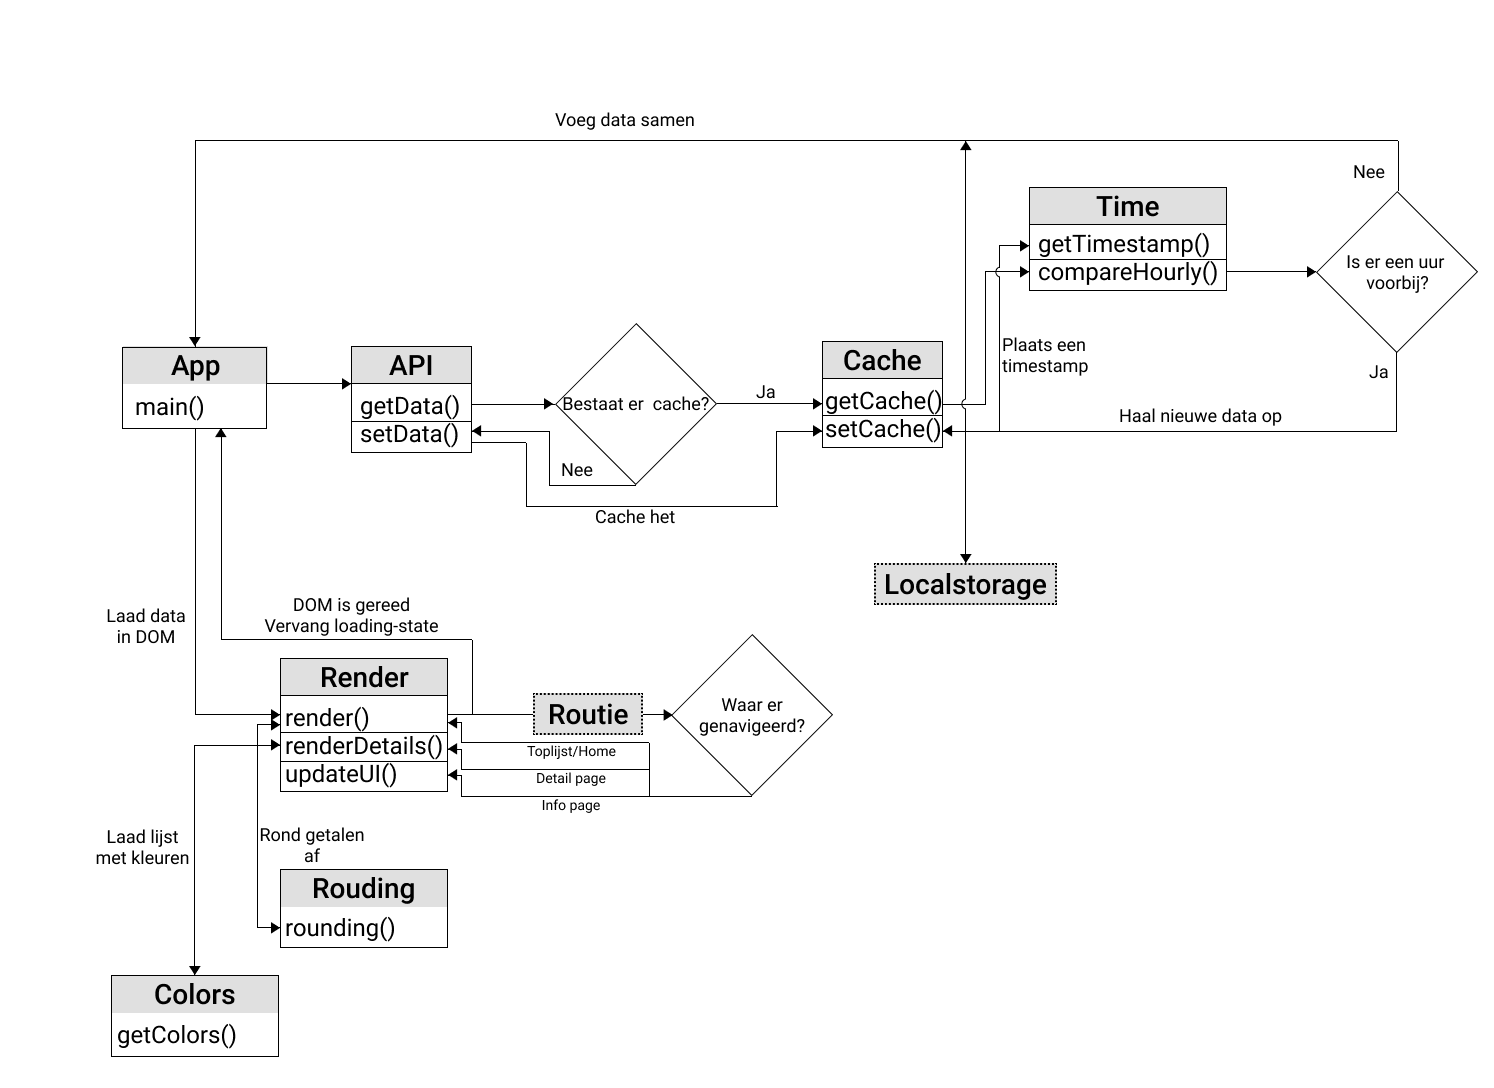 Voeg data samen
Nee
Time
getTimestamp()
compareHourly()
Is er een uur
voorbij?
Plaats een
timestamp
Ja
Haal nieuwe data op
App
main()
API
getData()
setData()
Bestaat er cache?
Ja
Nee
Cache het
Cache
getCache()
setCache()
Localstorage
Laad data
in DOM
DOM is gereed
Vervang loading-state
Render
render()
renderDetails()
updateUI()
Routie
Waar er
genavigeerd?
Toplijst/Home
Detail page
Info page
Laad lijst
met kleuren
Rond getalen
af
Rouding
rounding()
Colors
getColors()